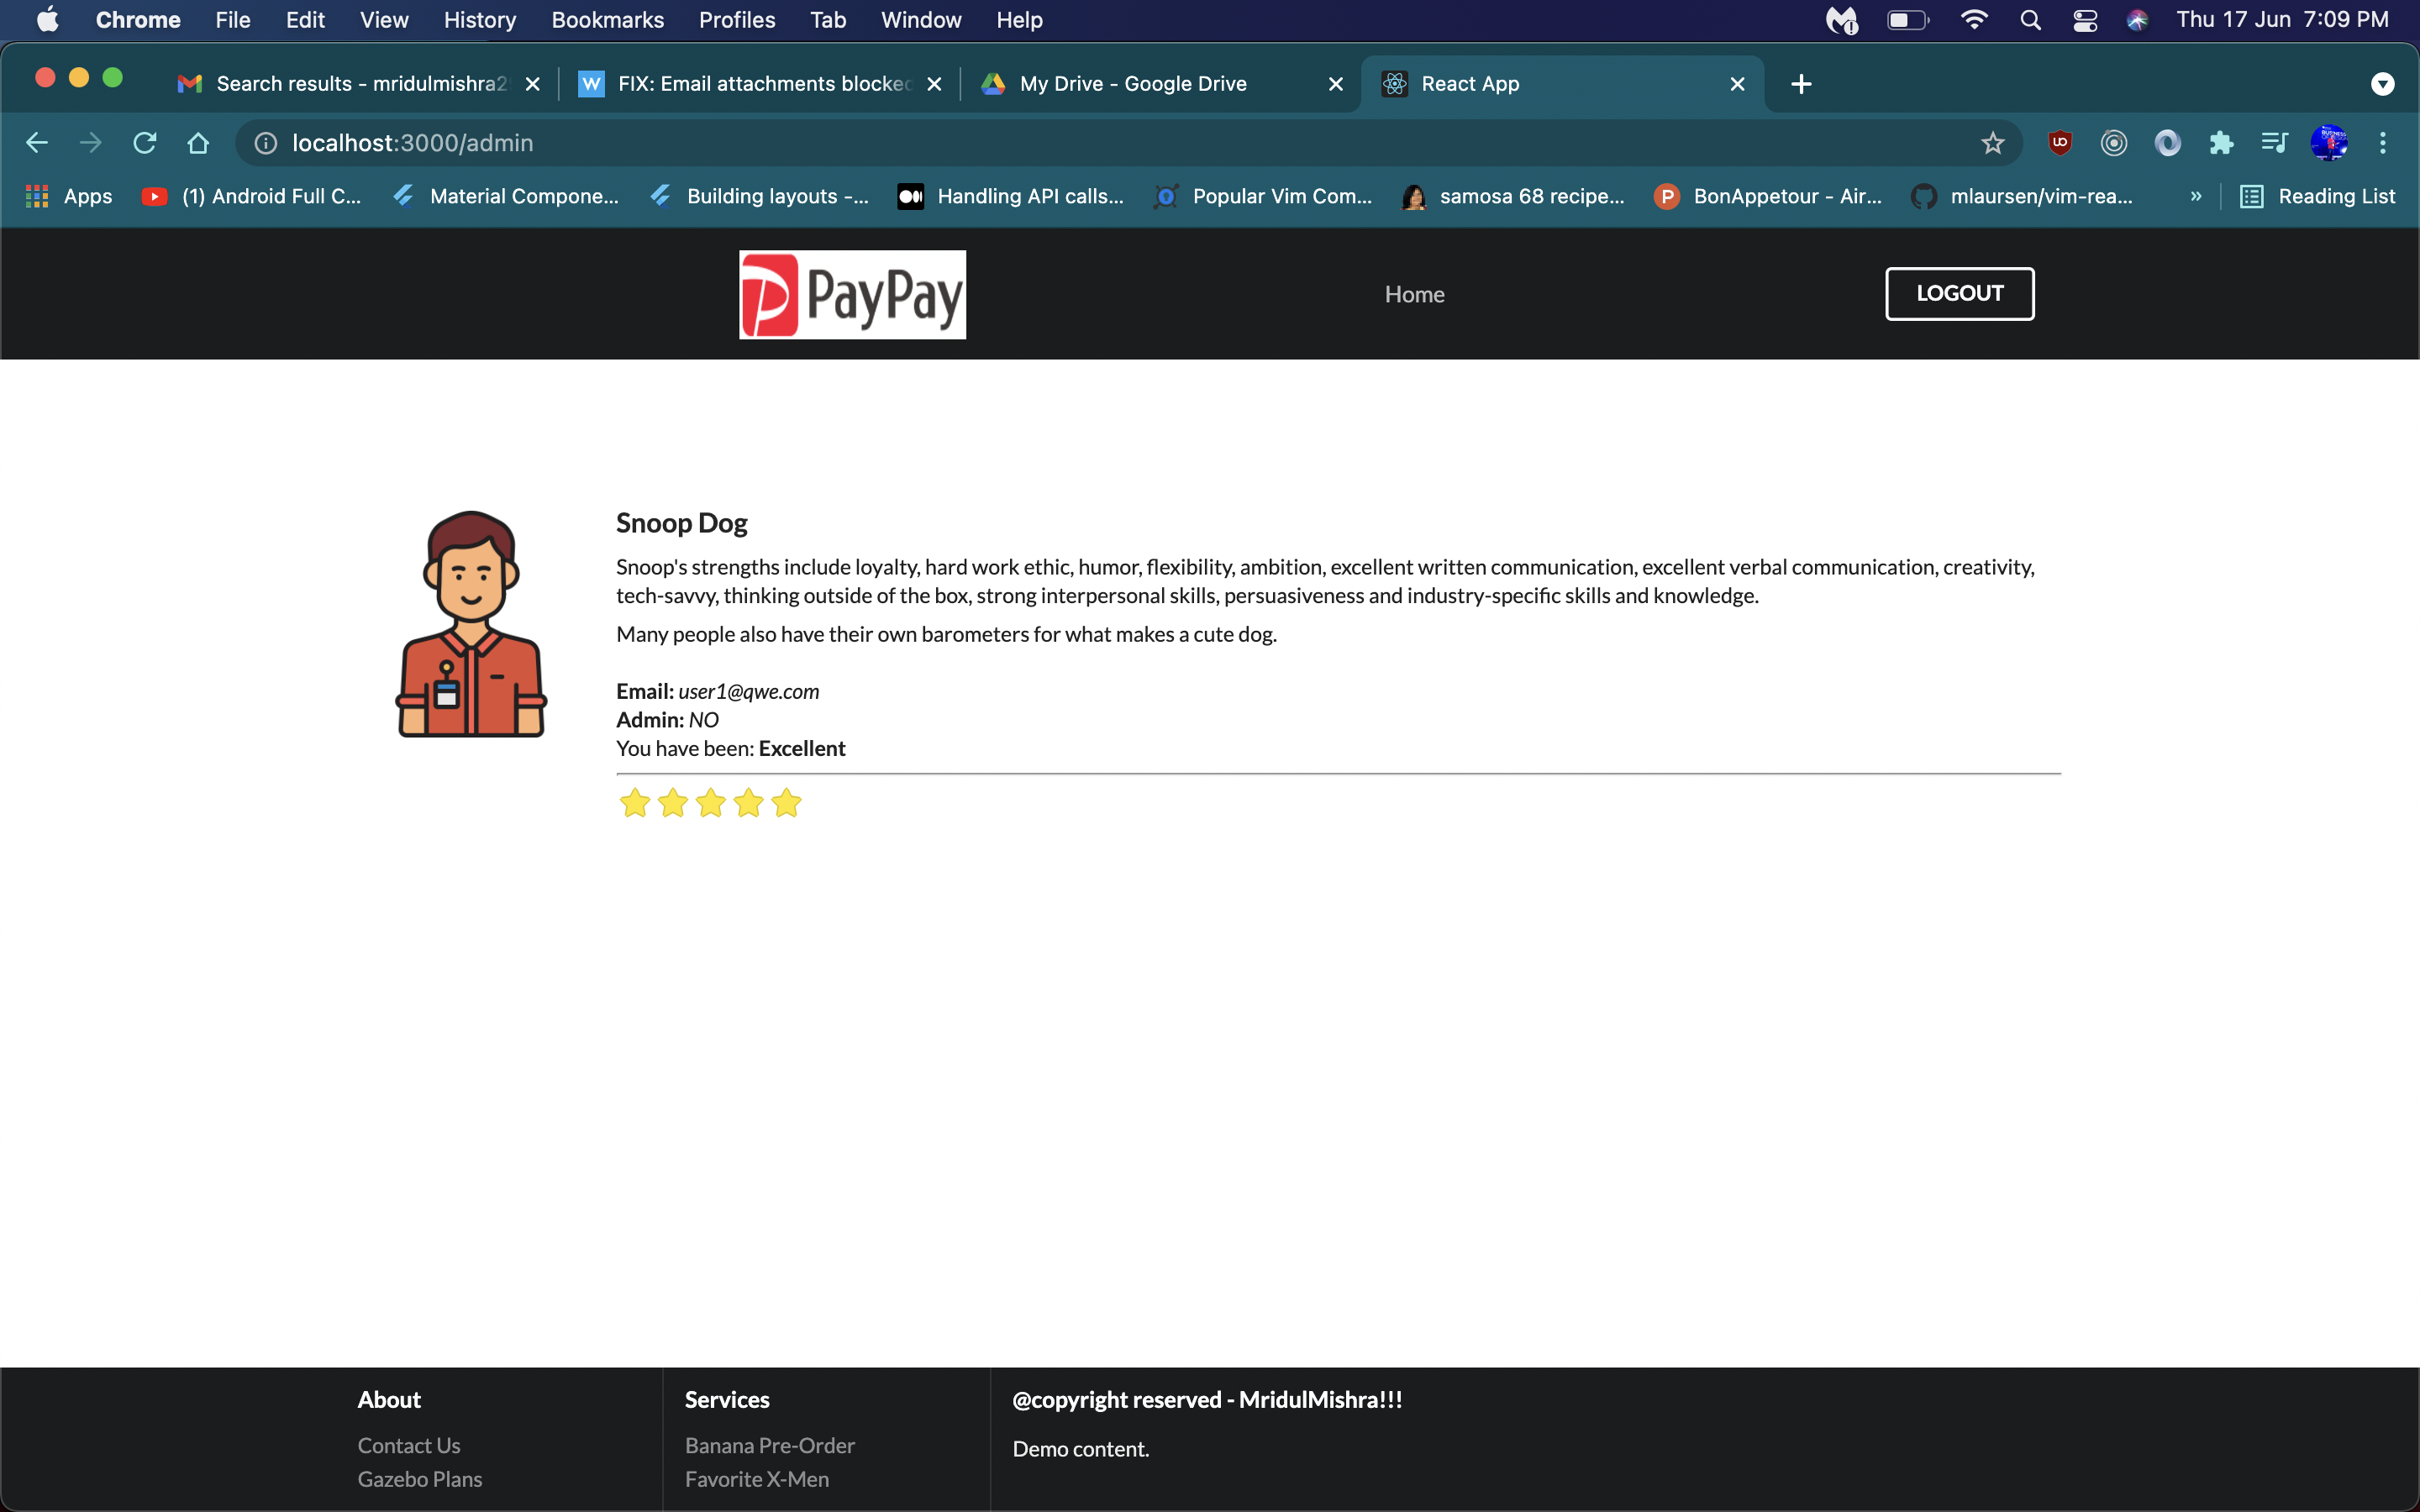 Chrome File Edit View History Bookmarks Profiles Tab Window Help Thu 17 Jun 7:09 PM
Search results - mridulmishra2 FIX: Email attachments blocked My Drive - Google Drive React App
localhost:3000/admin
Apps (1) Android Full C... Material Compone... Building layouts -... Handling API calls... Popular Vim Com... samosa 68 recipe... BonAppetour - Air... mlaursen/vim-rea... » Reading List
PayPay Home LOGOUT
Snoop Dog
Snoop's strengths include loyalty, hard work ethic, humor, flexibility, ambition, excellent written communication, excellent verbal communication, creativity,
tech-savvy, thinking outside of the box, strong interpersonal skills, persuasiveness and industry-specific skills and knowledge.
Many people also have their own barometers for what makes a cute dog.
Email: user1@qwe.com
Admin: NO
You have been: Excellent
About
Contact Us
Gazebo Plans
Services
Banana Pre-Order
Favorite X-Men
@copyright reserved - MridulMishra!!!
Demo content.